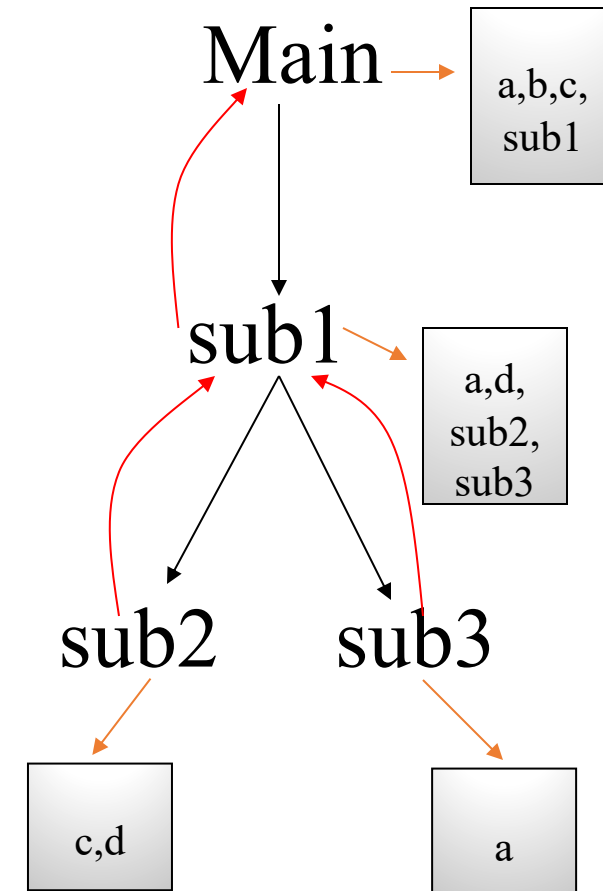 Main
a,b,c,
sub1
sub1
a,d,
sub2,
sub3
sub2
sub3
c,d
a